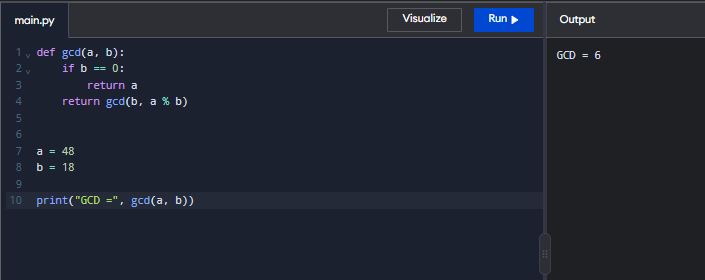 main.py
Visualize
Run
Output
1 def gcd(a, b):
2     if b == 0:
3         return a
4     return gcd(b, a % b)
5
6
7 a = 48
8 b = 18
9
10 print("GCD =", gcd(a, b))
GCD = 6